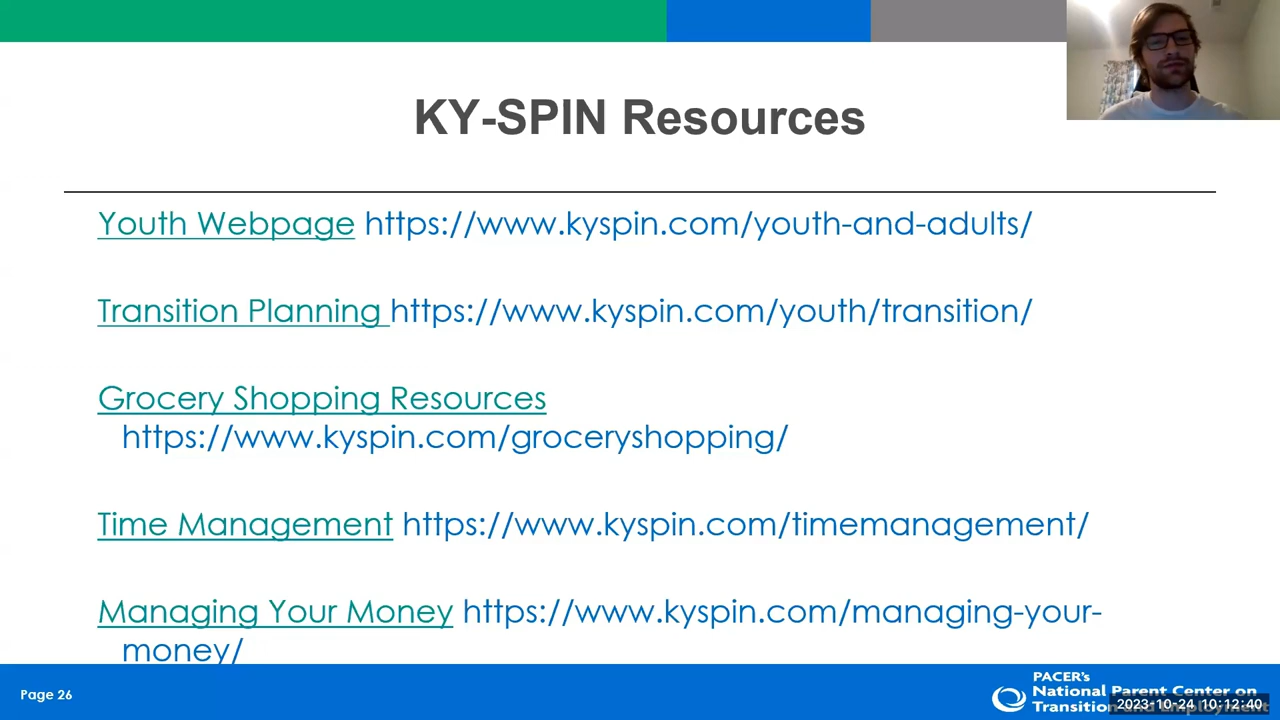 KY-SPIN Resources
Youth Webpage https://www.kyspin.com/youth-and-adults/
Transition Planning https://www.kyspin.com/youth/transition/
Grocery Shopping Resources
https://www.kyspin.com/groceryshopping/
Time Management https://www.kyspin.com/timemanagement/
Managing Your Money https://www.kyspin.com/managing-your-
money/
Page 26
PACER's
National Parent Center on
Transition and Employment
2023-10-24 10:12:40